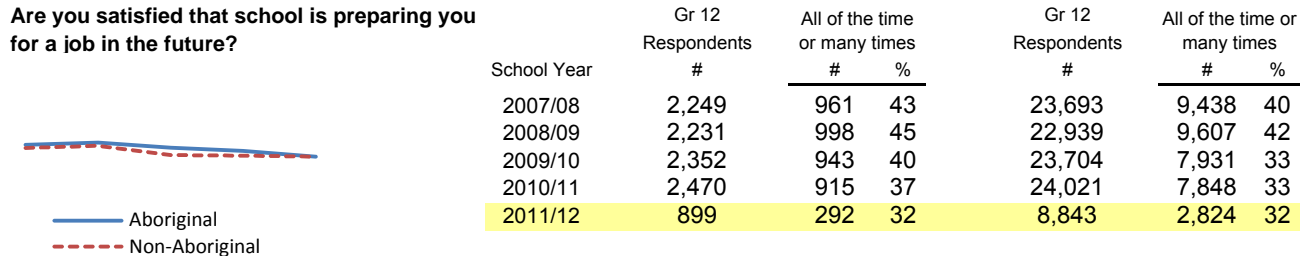 Are you satisfied that school is preparing you
for a job in the future?
Gr 12 All of the time Gr 12 All of the time or
Respondents or many times Respondents many times
School Year # # % # # %
2007/08 2,249 961 43 23,693 9,438 40
2008/09 2,231 998 45 22,939 9,607 42
2009/10 2,352 943 40 23,704 7,931 33
2010/11 2,470 915 37 24,021 7,848 33
2011/12 899 292 32 8,843 2,824 32
Aboriginal
Non-Aboriginal